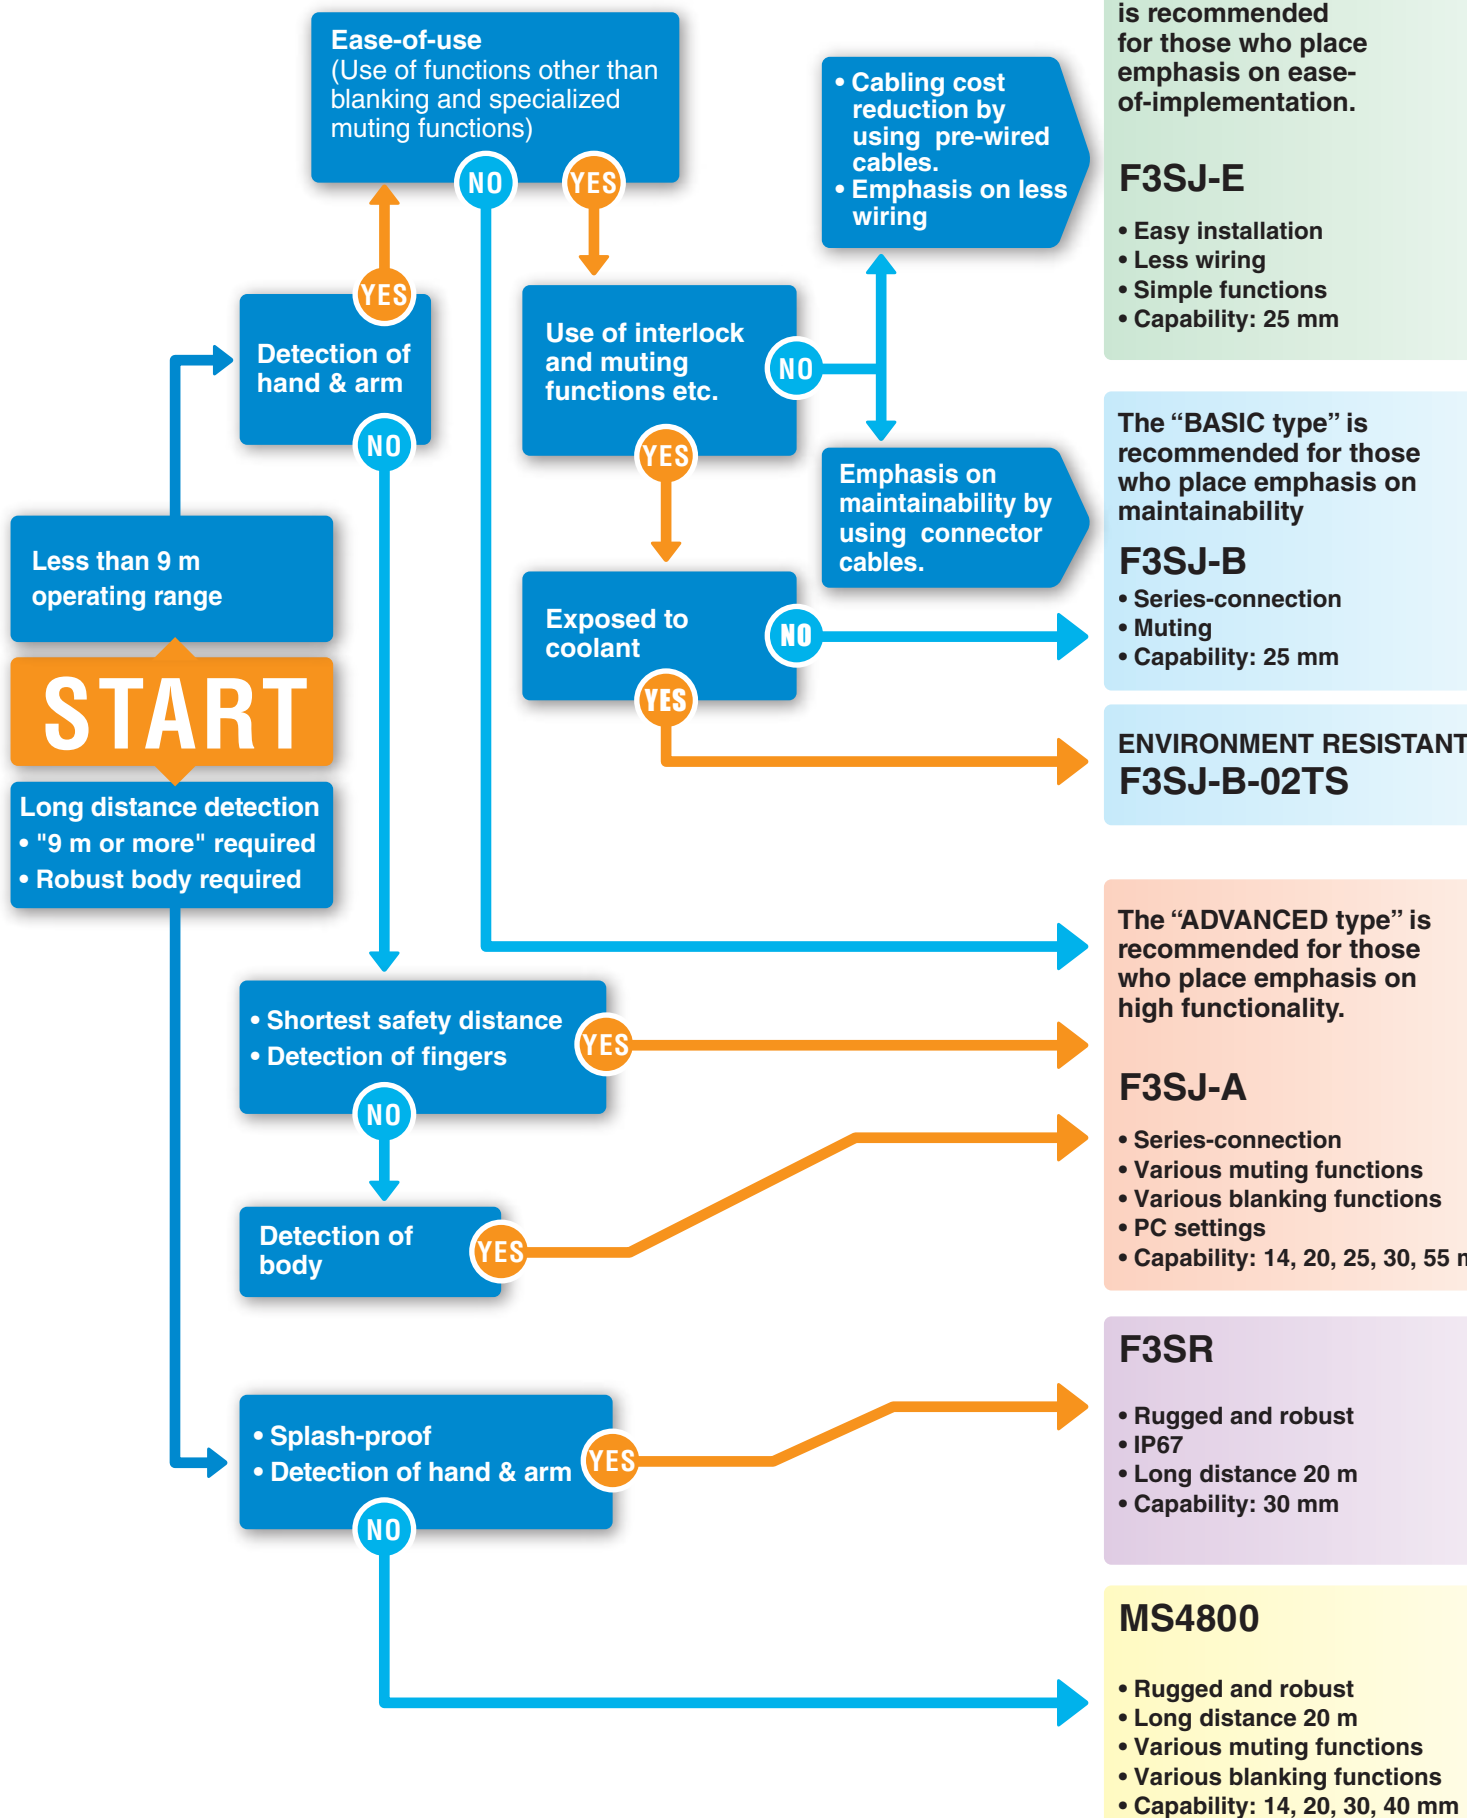 Ease-of-use
(Use of functions other than
blanking and specialized
muting functions)
NO
YES
• Cabling cost
reduction by
using pre-wired
cables.
• Emphasis on less
wiring
is recommended
for those who place
emphasis on ease-
of-implementation.
F3SJ-E
• Easy installation
• Less wiring
• Simple functions
• Capability: 25 mm
YES
Detection of
hand & arm
NO
Use of interlock
and muting
functions etc.
NO
YES
Emphasis on
maintainability by
using connector
cables.
The “BASIC type” is
recommended for those
who place emphasis on
maintainability
F3SJ-B
• Series-connection
• Muting
• Capability: 25 mm
Less than 9 m
operating range
START
Long distance detection
• "9 m or more" required
• Robust body required
Exposed to
coolant
NO
YES
ENVIRONMENT RESISTANT
F3SJ-B-02TS
The “ADVANCED type” is
recommended for those
who place emphasis on
high functionality.
F3SJ-A
• Series-connection
• Various muting functions
• Various blanking functions
• PC settings
• Capability: 14, 20, 25, 30, 55 m
• Shortest safety distance
• Detection of fingers
YES
NO
Detection of
body
YES
F3SR
• Rugged and robust
• IP67
• Long distance 20 m
• Capability: 30 mm
• Splash-proof
• Detection of hand & arm
YES
NO
MS4800
• Rugged and robust
• Long distance 20 m
• Various muting functions
• Various blanking functions
• Capability: 14, 20, 30, 40 mm